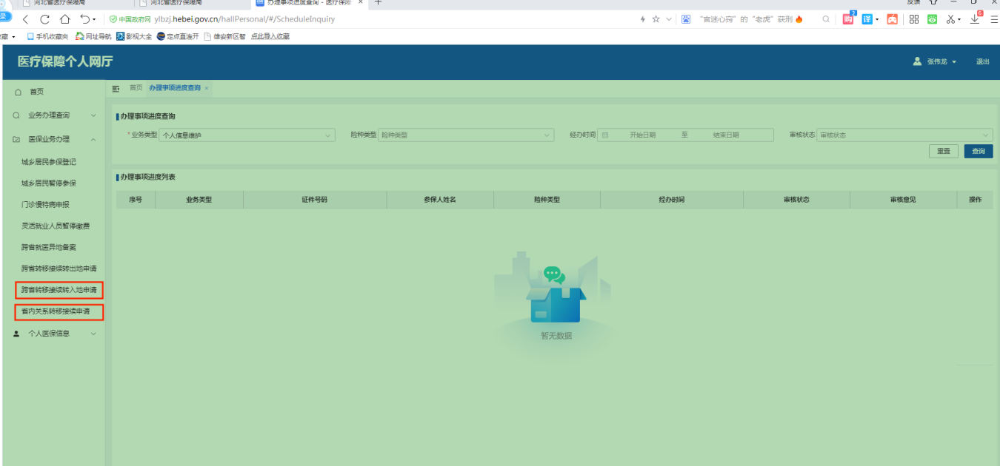 河北省医疗保障局
河北省医疗保障局
办理事项进度查询 - 医疗保障
反馈
录
中国政府网
ylbzj.hebei.gov.cn/hallPersonal/#/ScheduleInquiry
“官迷心窍”的“老虎”获刑
购
2
译
6
藏
手机收藏夹
网址导航
影视大全
定点直连开
雄安新区智
点此导入收藏
医疗保障个人网厅
张伟龙
退出
首页
业务办理查询
医保业务办理
城乡居民参保登记
城乡居民暂停参保
门诊慢特病申报
灵活就业人员暂停缴费
跨省就医异地备案
跨省转移接续转出地申请
跨省转移接续转入地申请
省内关系转移接续申请
个人医保信息
首页
办理事项进度查询 ×
办理事项进度查询
* 业务类型
个人信息维护
险种类型
险种类型
经办时间
开始日期
至
结束日期
审核状态
审核状态
重置
查询
办理事项进度列表
序号
业务类型
证件号码
参保人姓名
险种类型
经办时间
审核状态
审核意见
操作
暂无数据